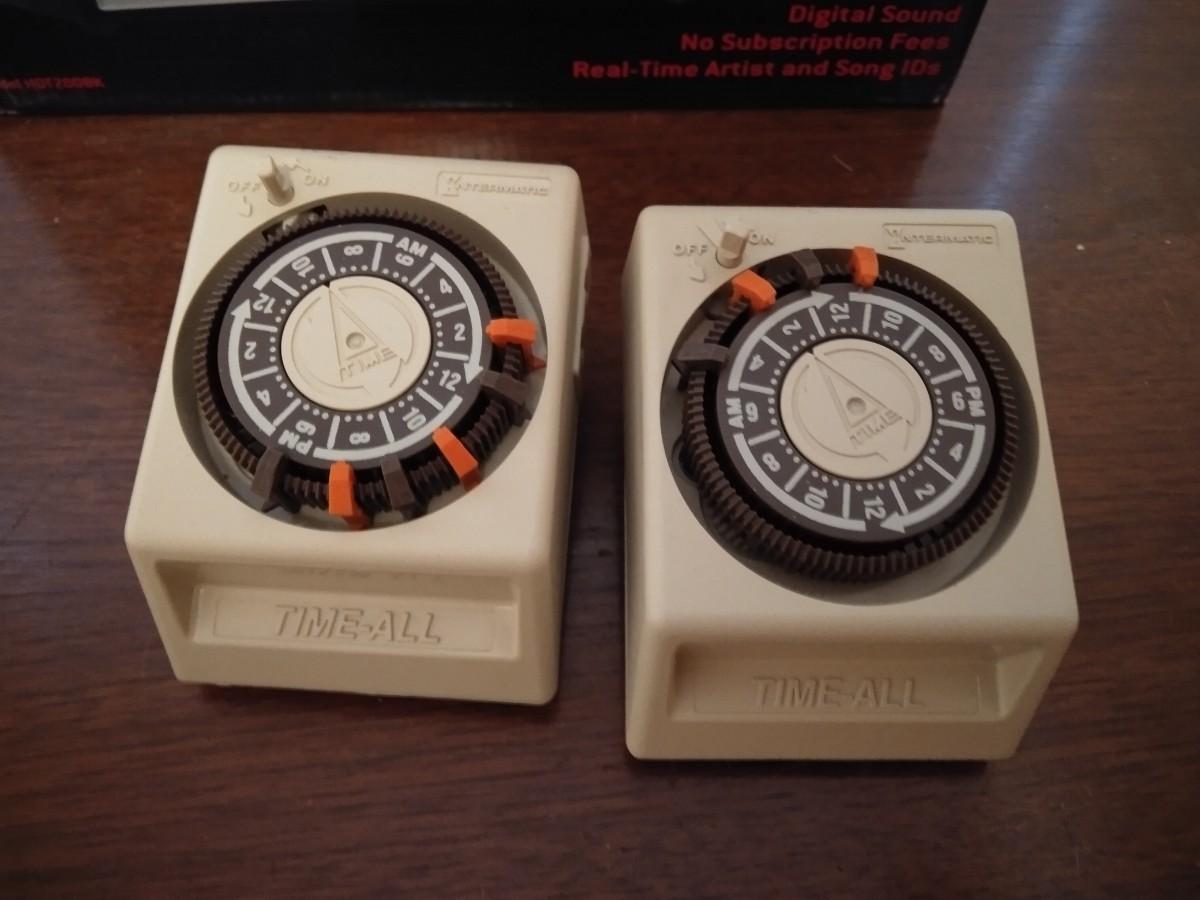 Digital Sound
No Subscription Fees
Real-Time Artist and Song IDs
HDT200BK
OFF ON
INTERMATIC
AM
6
4
2
12
10
8
6
PM
4
2
12
10
8
TIME
TIME-ALL
OFF ON
INTERMATIC
12
10
8
6
PM
4
2
12
10
8
6
AM
4
2
TIME
TIME-ALL